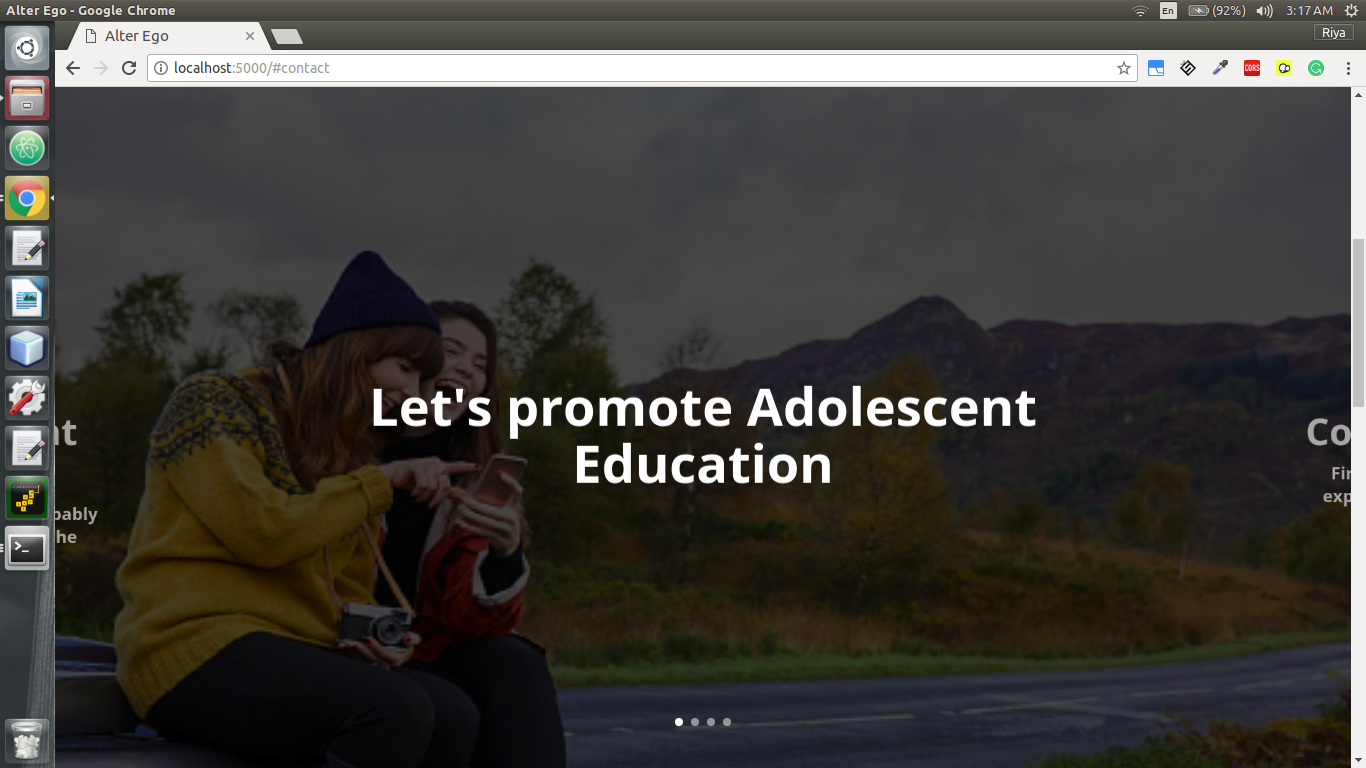 Alter Ego - Google Chrome
En
(92%)
3:17 AM
Alter Ego
Riya
localhost:5000/#contact
CORS
Let's promote Adolescent
Education
nt
bably
he
Co
Fir
exp